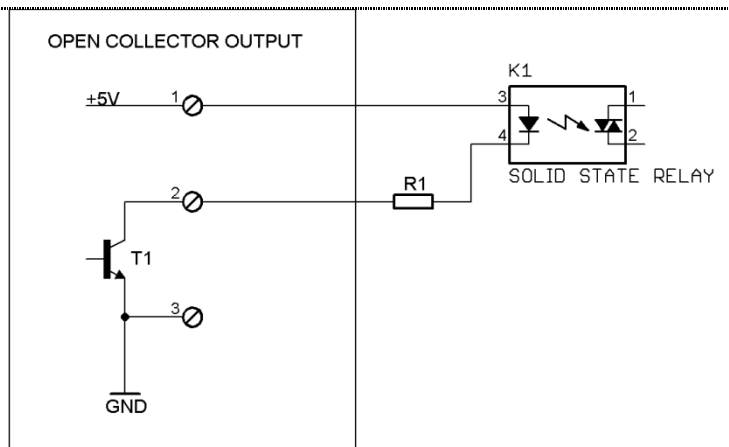 OPEN COLLECTOR OUTPUT
K1
+5V
1
3
1
4
2
SOLID STATE RELAY
2
R1
T1
3
GND